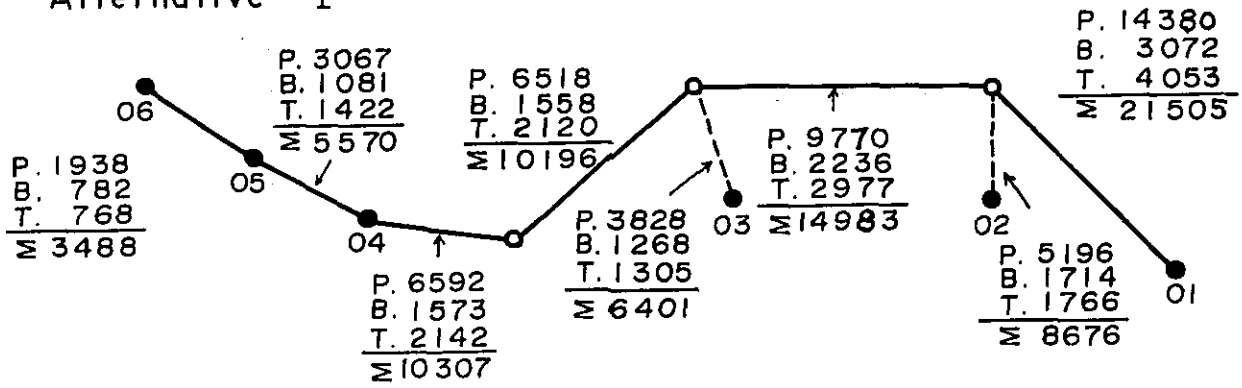 Alternative 1
06
P. 1938
B. 782
T. 768
Σ 3488
05
P. 3067
B. 1081
T. 1422
Σ 5570
04
P. 6592
B. 1573
T. 2142
Σ 10307
P. 6518
B. 1558
T. 2120
Σ 10196
P. 3828
B. 1268
T. 1305
Σ 6401
03
P. 9770
B. 2236
T. 2977
Σ 14983
02
P. 5196
B. 1714
T. 1766
Σ 8676
P. 14380
B. 3072
T. 4053
Σ 21505
01